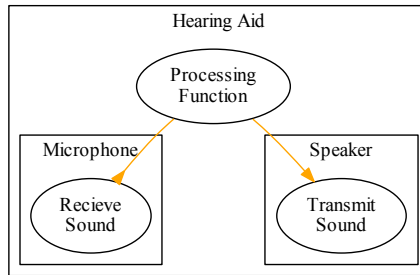 Hearing Aid
Processing
Function
Microphone
Recieve
Sound
Speaker
Transmit
Sound